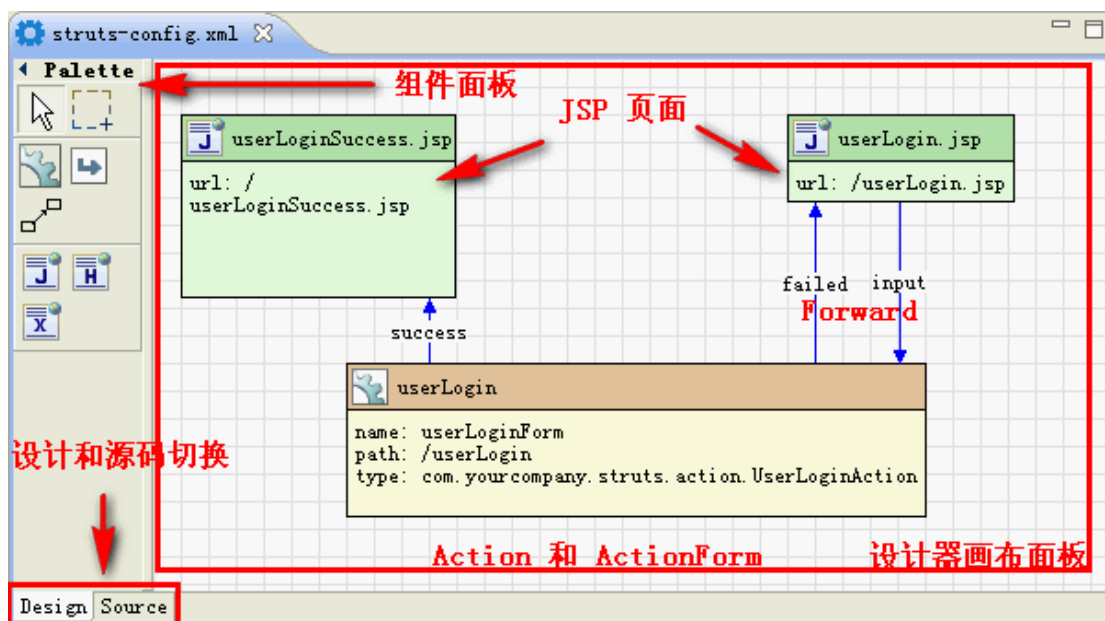 struts-config.xml
Palette
组件面板
JSP 页面
userLoginSuccess.jsp
url: /
userLoginSuccess.jsp
userLogin.jsp
url: /userLogin.jsp
failed
input
Forward
success
userLogin
name: userLoginForm
path: /userLogin
type: com.yourcompany.struts.action.UserLoginAction
设计和源码切换
Action 和 ActionForm
设计器画布面板
Design
Source
J
H
X
J
J